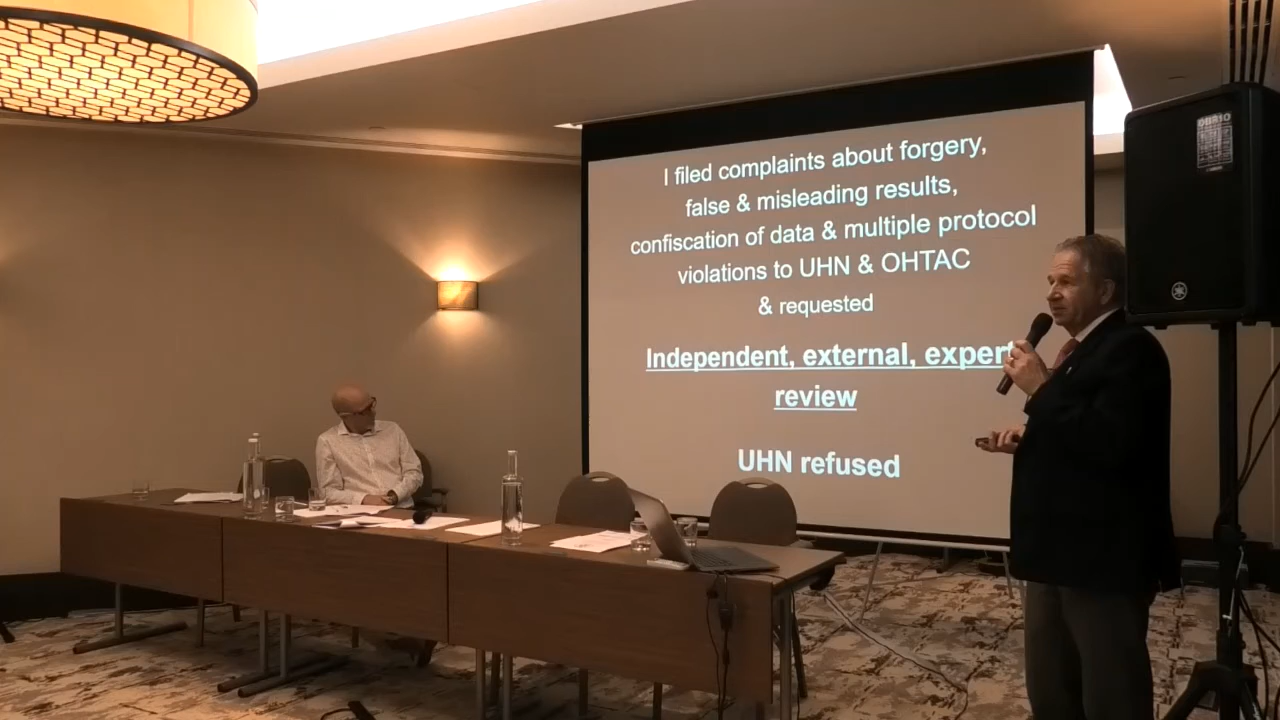 I filed complaints about forgery,
false & misleading results,
confiscation of data & multiple protocol
violations to UHN & OHTAC
& requested
Independent, external, expert
review
UHN refused